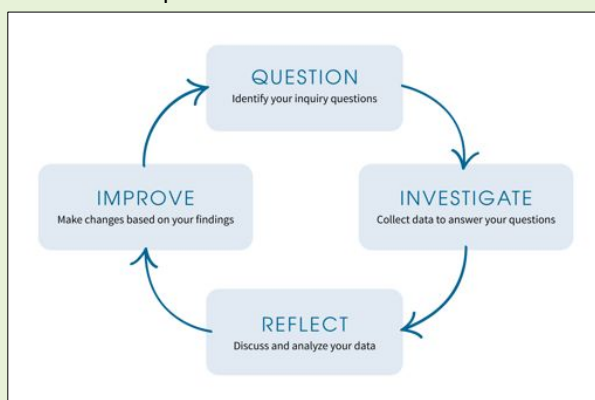 QUESTION
Identify your inquiry questions
INVESTIGATE
Collect data to answer your questions
REFLECT
Discuss and analyze your data
IMPROVE
Make changes based on your findings